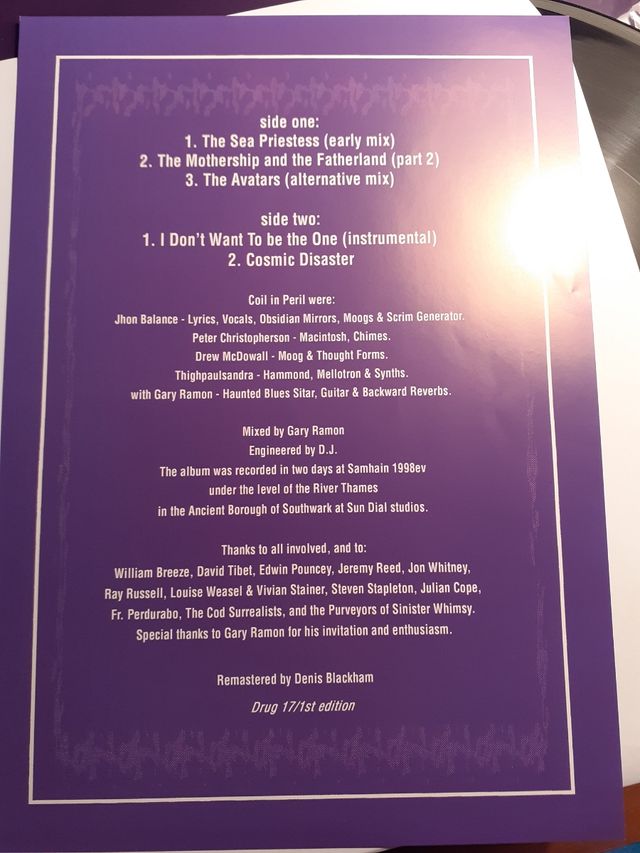 side one:
1. The Sea Priestess (early mix)
2. The Mothership and the Fatherland (part 2)
3. The Avatars (alternative mix)
side two:
1. I Don't Want To be the One (instrumental)
2. Cosmic Disaster
Coil in Peril were:
Jhon Balance - Lyrics, Vocals, Obsidian Mirrors, Moogs & Scrim Generator.
Peter Christopherson - Macintosh, Chimes.
Drew McDowall - Moog & Thought Forms.
Thighpaulsandra - Hammond, Mellotron & Synths.
with Gary Ramon - Haunted Blues Sitar, Guitar & Backward Reverbs.
Mixed by Gary Ramon
Engineered by D.J.
The album was recorded in two days at Samhain 1998ev
under the level of the River Thames
in the Ancient Borough of Southwark at Sun Dial studios.
Thanks to all involved, and to:
William Breeze, David Tibet, Edwin Pouncey, Jeremy Reed, Jon Whitney,
Ray Russell, Louise Weasel & Vivian Stainer, Steven Stapleton, Julian Cope,
Fr. Perdurabo, The Cod Surrealists, and the Purveyors of Sinister Whimsy.
Special thanks to Gary Ramon for his invitation and enthusiasm.
Remastered by Denis Blackham
Drug 17/1st edition